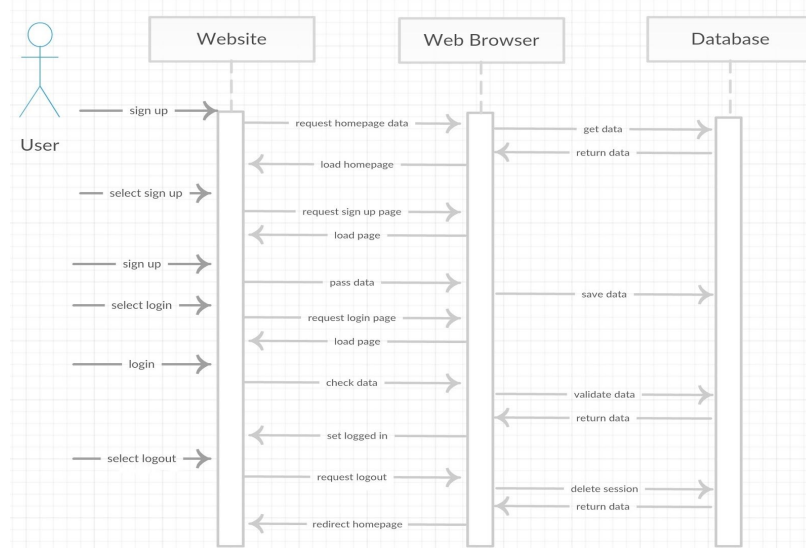 Website
Web Browser
Database
User
sign up
request homepage data
get data
return data
load homepage
select sign up
request sign up page
load page
sign up
pass data
save data
select login
request login page
load page
login
check data
validate data
return data
set logged in
select logout
request logout
delete session
return data
redirect homepage